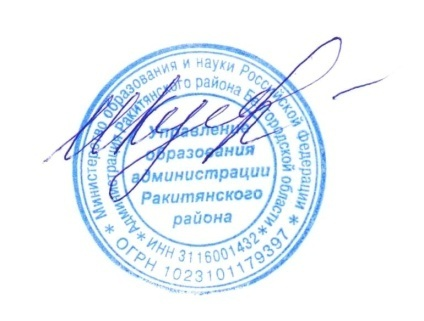 * Министерство образования и науки Российской Федерации *
ОГРН 1023101179397
* Администрация Ракитянского района Белгородской области *
ИНН 3116001432
Управление
образования
администрации
Ракитянского
района